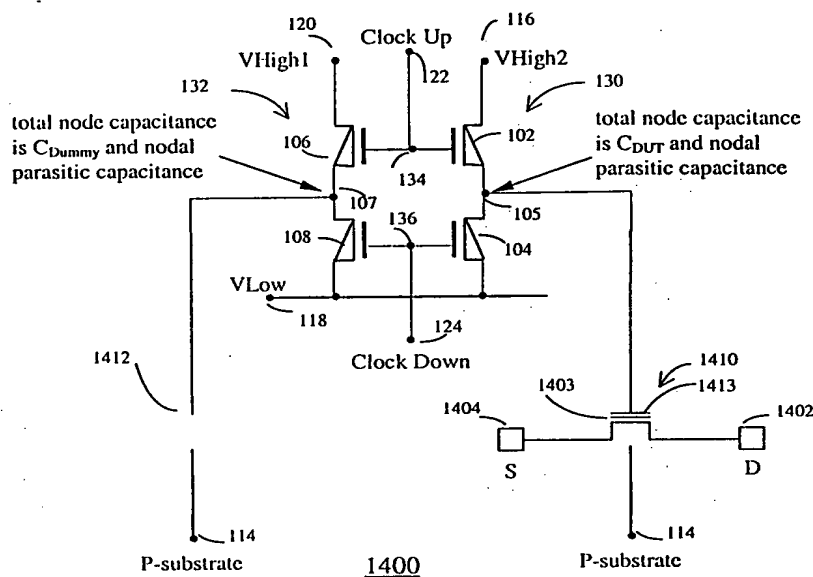 120
Clock Up
116
VHigh1
22
VHigh2
132
130
total node capacitance
is CDummy and nodal
parasitic capacitance
total node capacitance
is CDUT and nodal
parasitic capacitance
106
102
134
107
105
136
108
104
VLow
118
124
Clock Down
1412
1410
1403
1413
1404
1402
S
D
114
114
P-substrate
1400
P-substrate